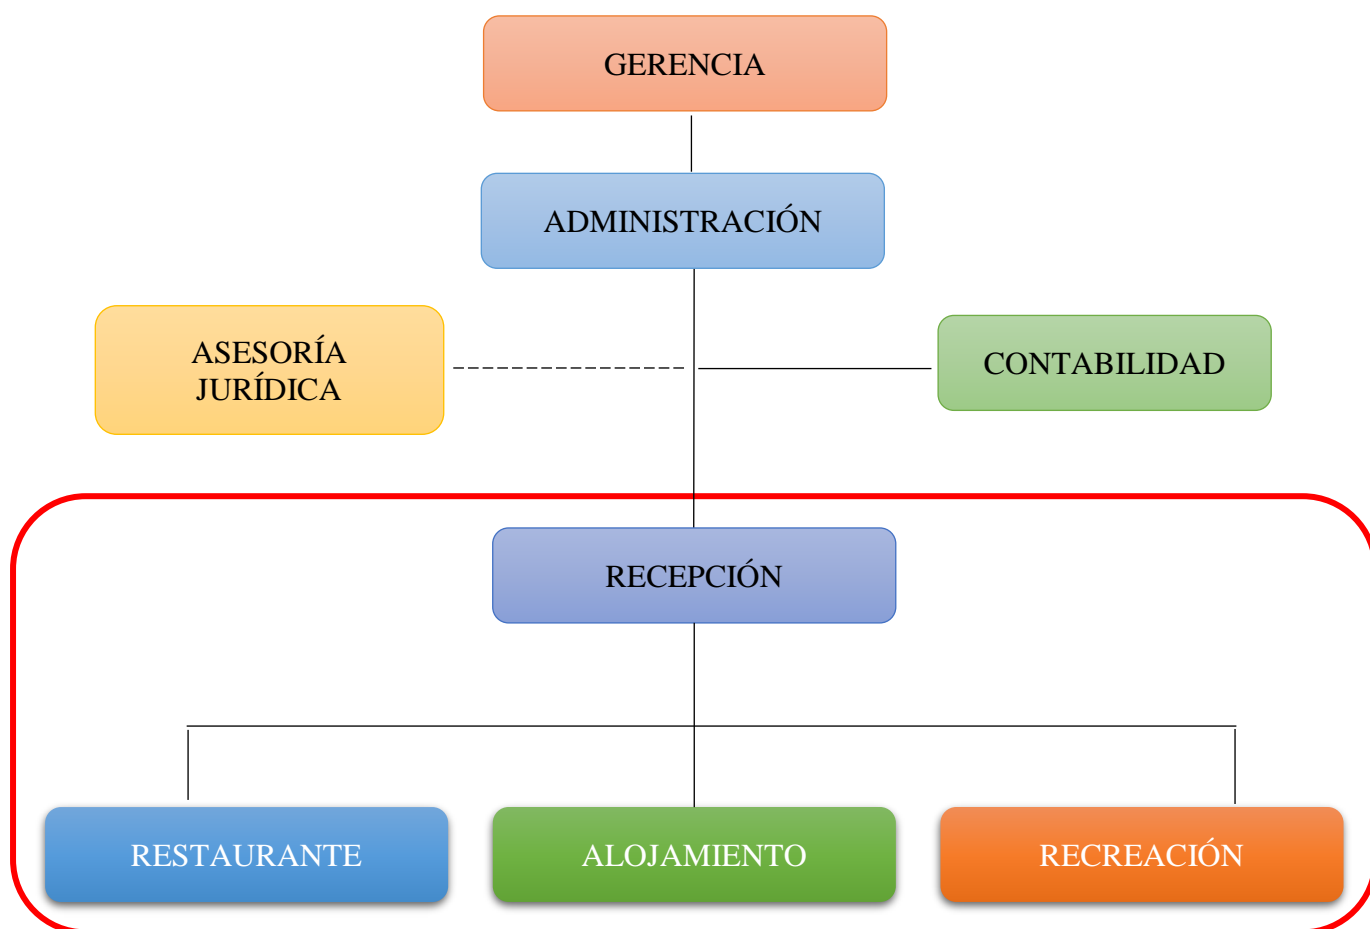 GERENCIA
ADMINISTRACIÓN
ASESORÍA
JURÍDICA
CONTABILIDAD
RECEPCIÓN
RESTAURANTE
ALOJAMIENTO
RECREACIÓN